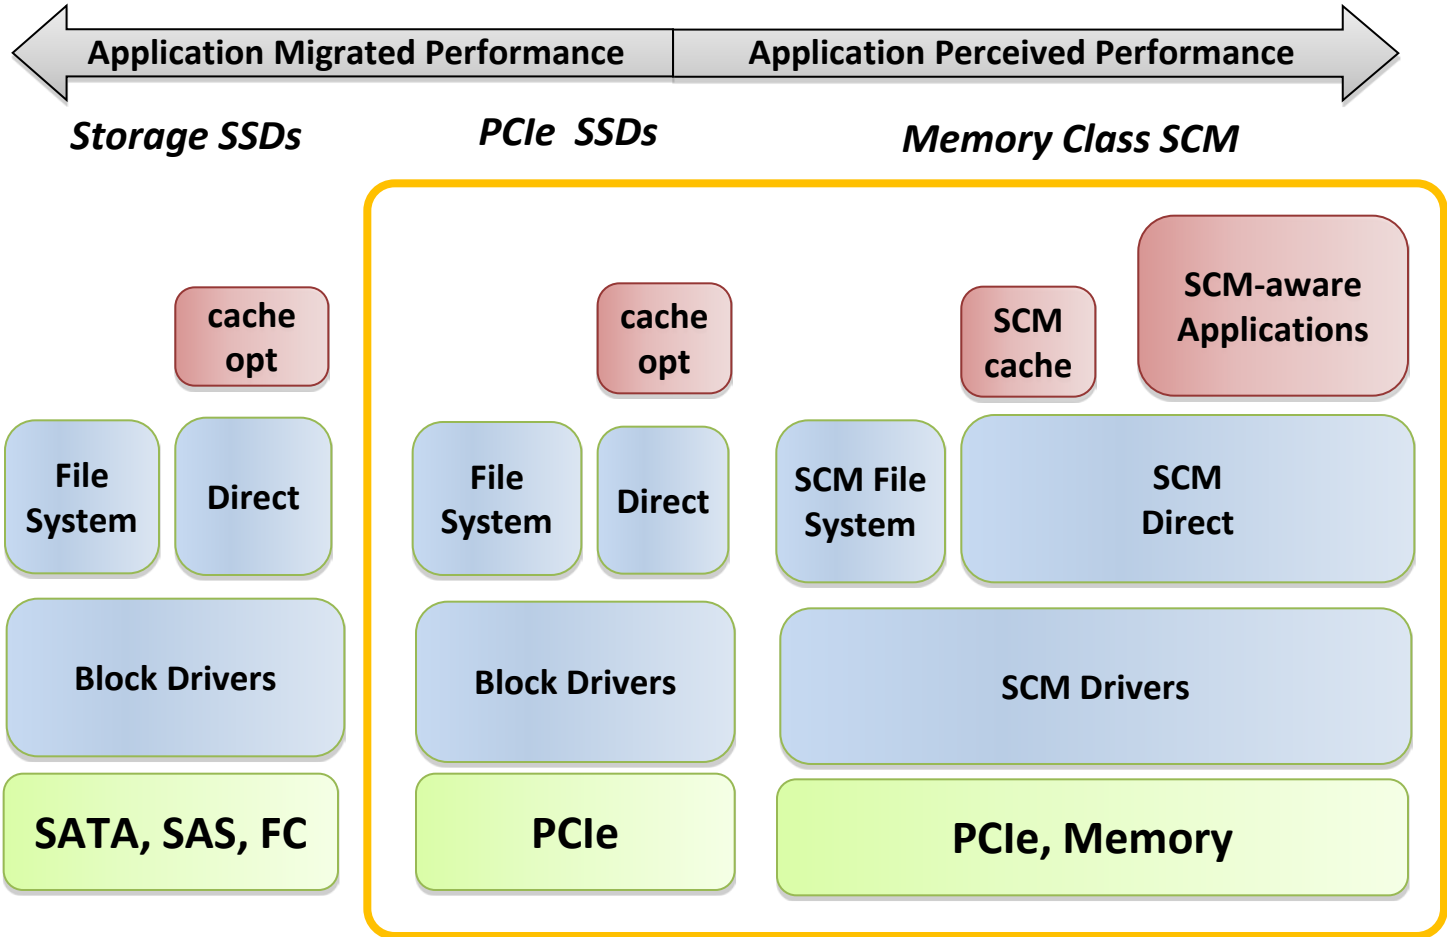 Application Migrated Performance
Application Perceived Performance
Storage SSDs
PCIe SSDs
Memory Class SCM
cache
opt
File
System
Direct
Block Drivers
SATA, SAS, FC
cache
opt
File
System
Direct
Block Drivers
PCIe
SCM
cache
SCM-aware
Applications
SCM File
System
SCM
Direct
SCM Drivers
PCIe, Memory